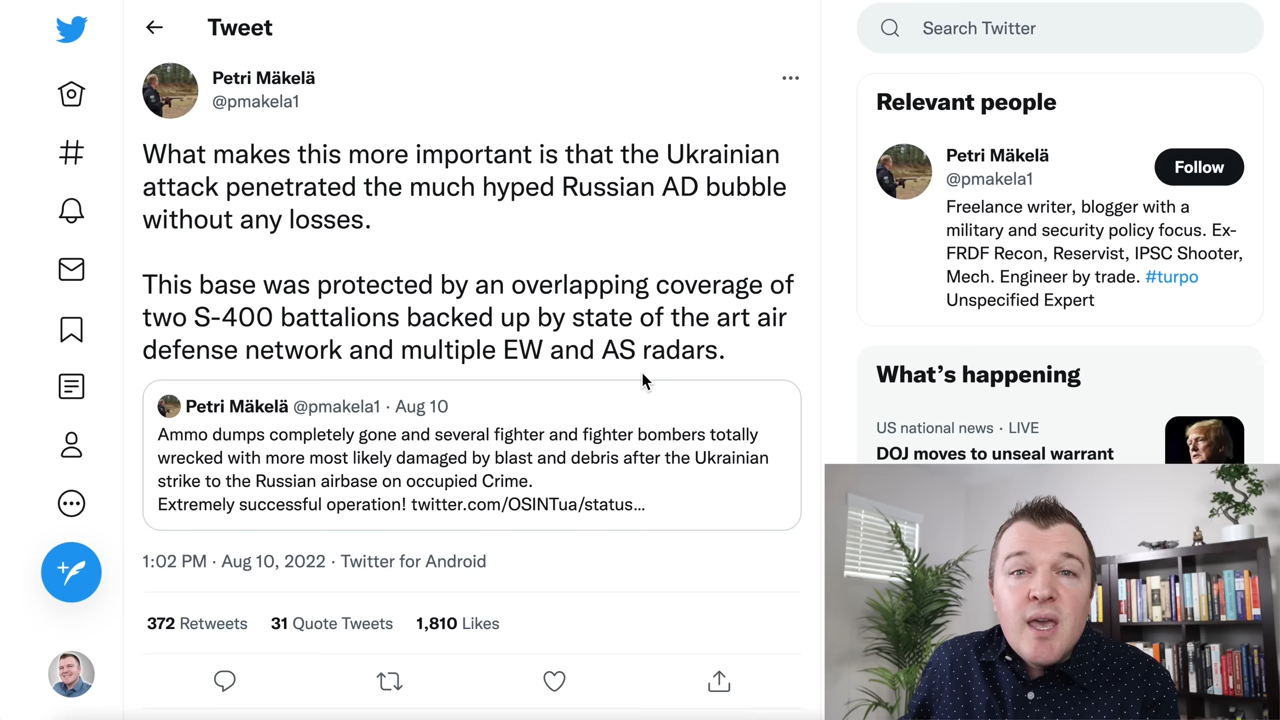 Tweet
Petri Mäkelä
@pmakela1
What makes this more important is that the Ukrainian
attack penetrated the much hyped Russian AD bubble
without any losses.
This base was protected by an overlapping coverage of
two S-400 battalions backed up by state of the art air
defense network and multiple EW and AS radars.
Petri Mäkelä @pmakela1 · Aug 10
Ammo dumps completely gone and several fighter and fighter bombers totally
wrecked with more most likely damaged by blast and debris after the Ukrainian
strike to the Russian airbase on occupied Crime.
Extremely successful operation! twitter.com/OSINTua/status…
1:02 PM · Aug 10, 2022 · Twitter for Android
372 Retweets 31 Quote Tweets 1,810 Likes
Search Twitter
Relevant people
Petri Mäkelä
@pmakela1
Follow
Freelance writer, blogger with a
military and security policy focus. Ex-
FRDF Recon, Reservist, IPSC Shooter,
Mech. Engineer by trade. #turpo
Unspecified Expert
What's happening
US national news · LIVE
DOJ moves to unseal warrant